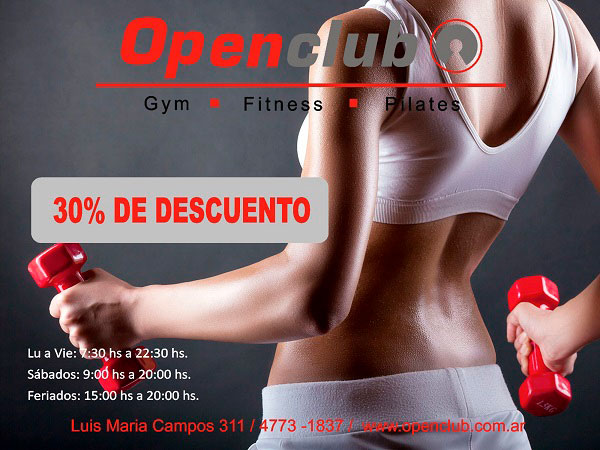 Openclub
Gym ■ Fitness ■ Pilates
30% DE DESCUENTO
Lu a Vie: 7:30 hs a 22:30 hs.
Sábados: 9:00 hs a 20:00 hs.
Feriados: 15:00 hs a 20:00 hs.
Luis Maria Campos 311 / 4773 -1837 / www.openclub.com.ar